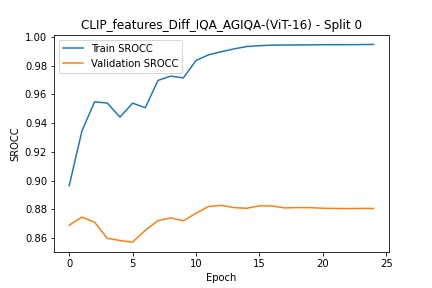 CLIP_features_Diff_IQA_AGIQA-(ViT-16) - Split 0
1.00
0.98
0.96
0.94
0.92
0.90
0.88
0.86
SROCC
Train SROCC
Validation SROCC
0 5 10 15 20 25
Epoch